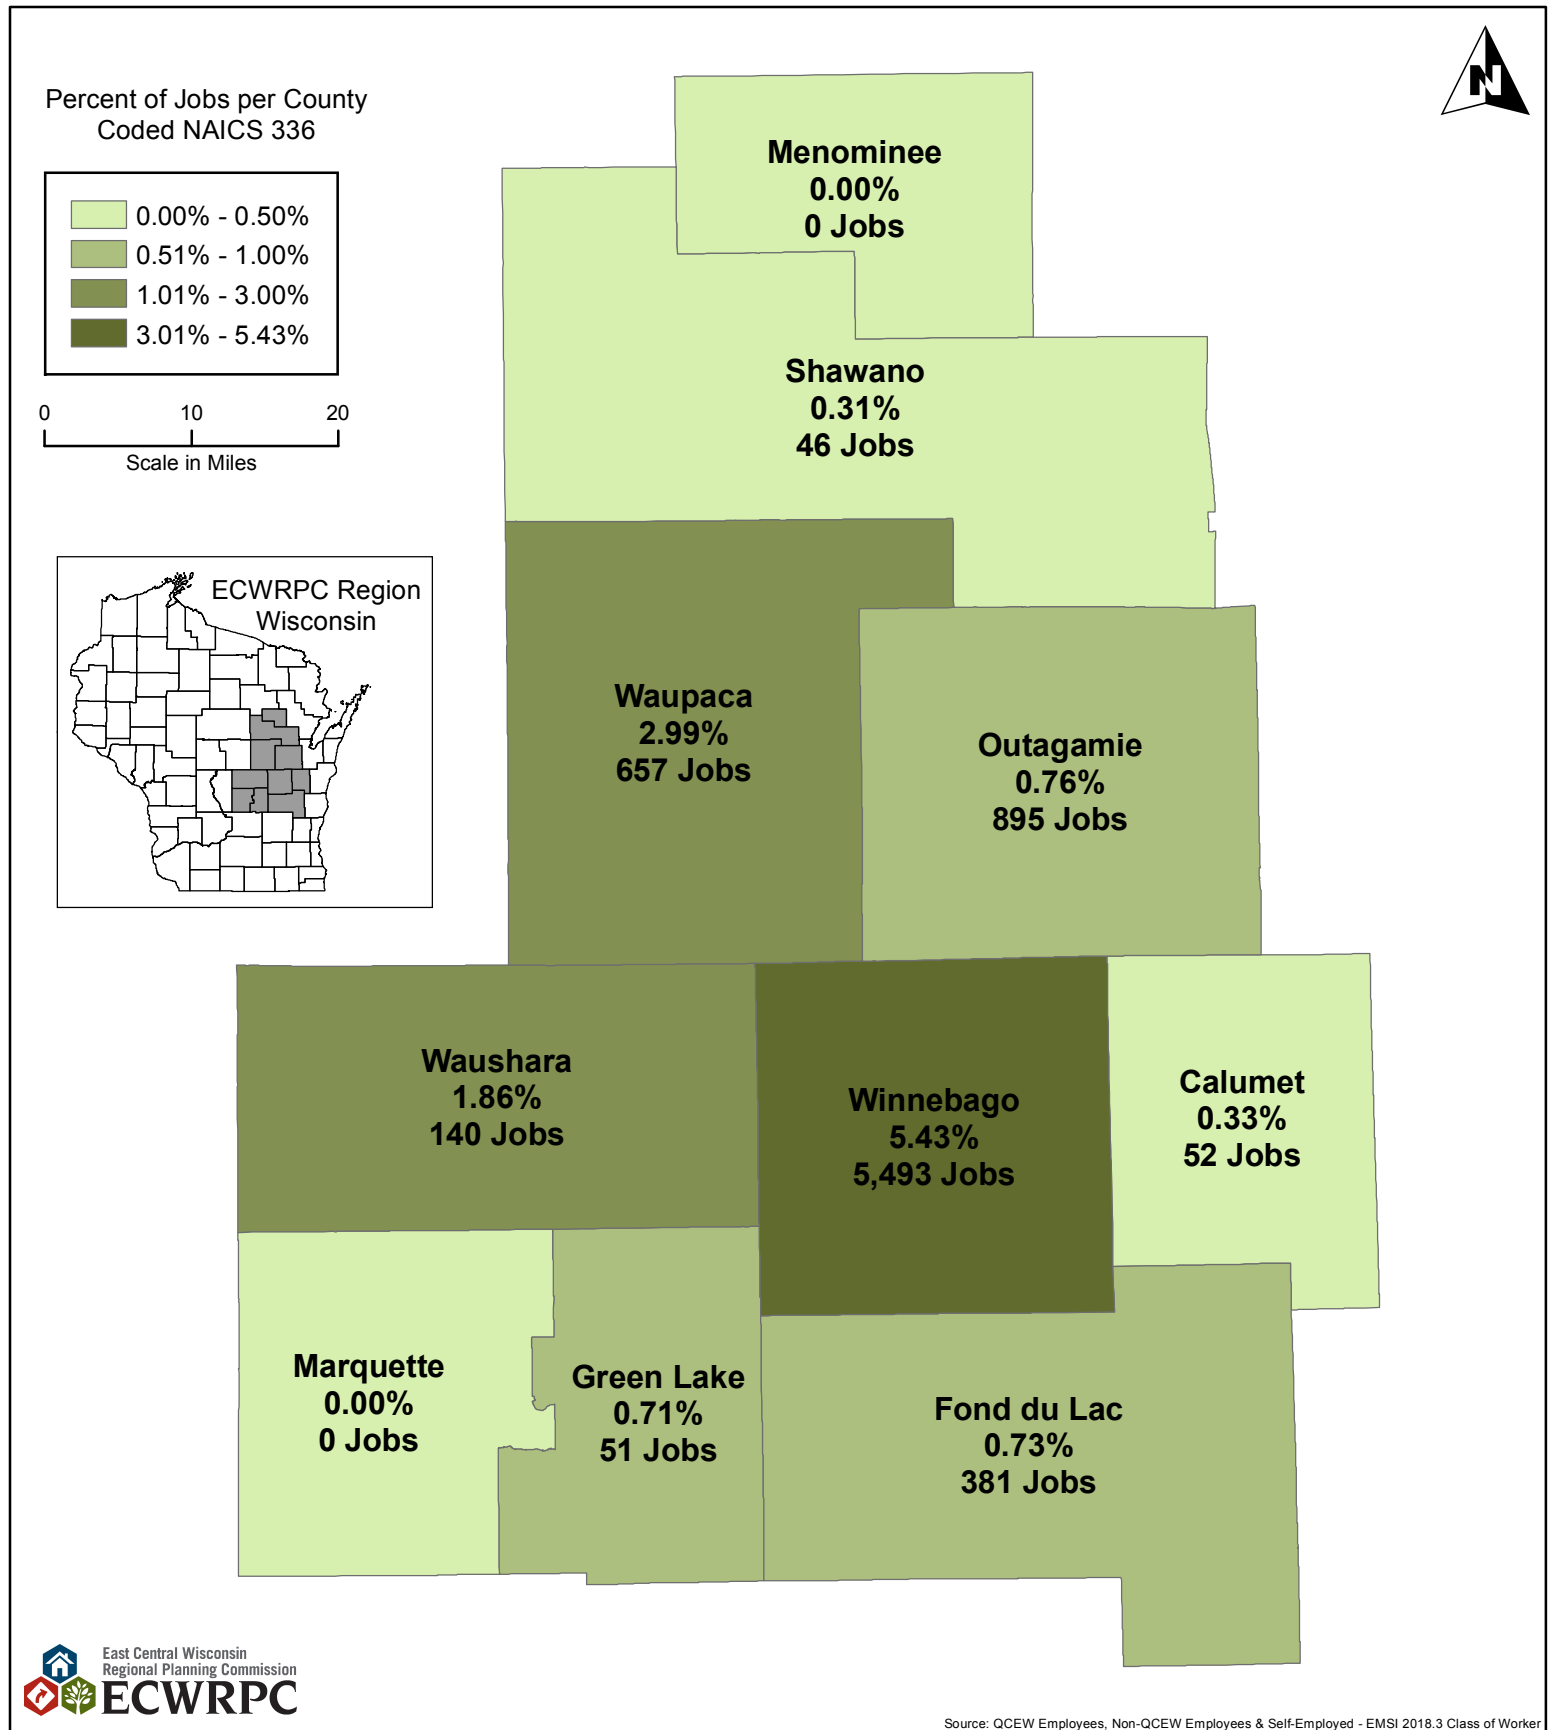 Percent of Jobs per County
Coded NAICS 336
0.00% - 0.50%
0.51% - 1.00%
1.01% - 3.00%
3.01% - 5.43%
0 10 20
Scale in Miles
N
ECWRPC Region
Wisconsin
Menominee
0.00%
0 Jobs
Shawano
0.31%
46 Jobs
Waupaca
2.99%
657 Jobs
Outagamie
0.76%
895 Jobs
Waushara
1.86%
140 Jobs
Winnebago
5.43%
5,493 Jobs
Calumet
0.33%
52 Jobs
Marquette
0.00%
0 Jobs
Green Lake
0.71%
51 Jobs
Fond du Lac
0.73%
381 Jobs
East Central Wisconsin
Regional Planning Commission
ECWRPC
Source: QCEW Employees, Non-QCEW Employees & Self-Employed - EMSI 2018.3 Class of Worker